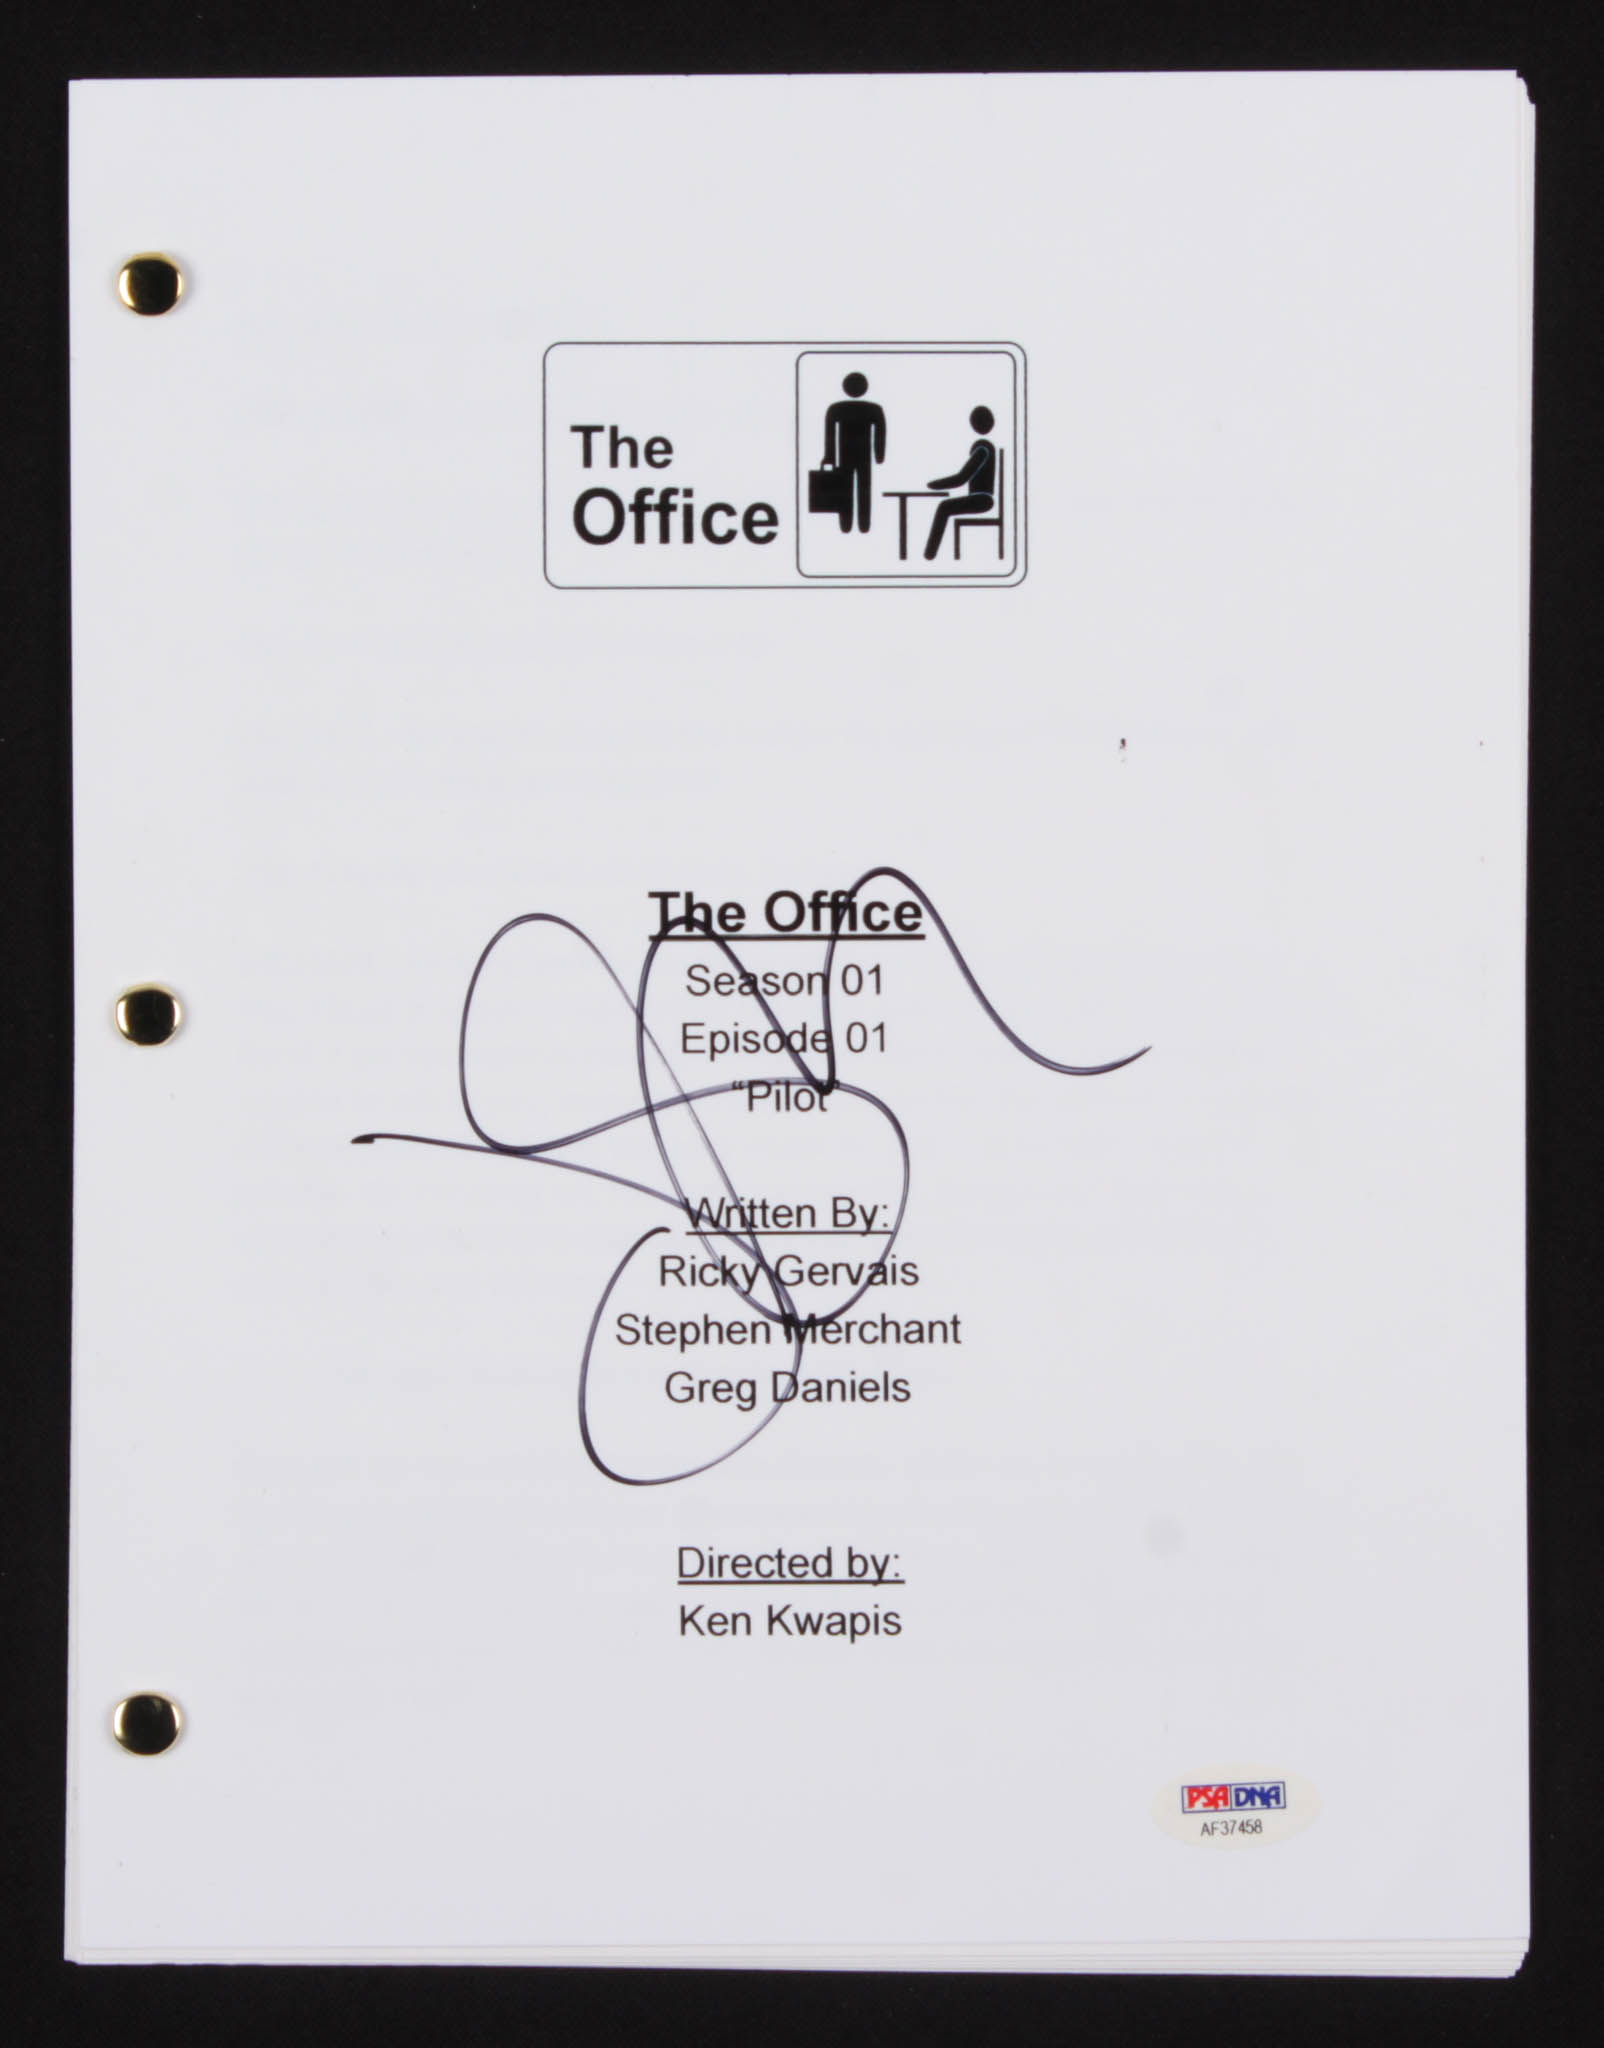 The
Office
The Office
Season 01
Episode 01
“Pilot”
Written By:
Ricky Gervais
Stephen Merchant
Greg Daniels
Directed by:
Ken Kwapis
PSA DNA
AF37458